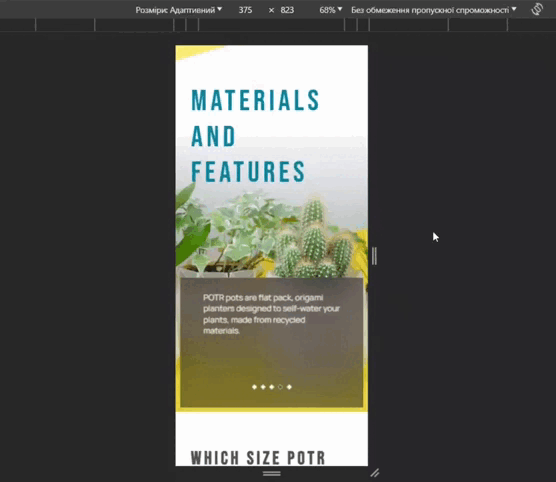 Розміри: Адаптивний ▼ 375 × 823 68% ▼ Без обмеження пропускної спроможності ▼
MATERIALS
AND
FEATURES
POTR pots are flat pack, origami
planters designed to self-water your
plants, made from recycled
materials.
WHICH SIZE POTR